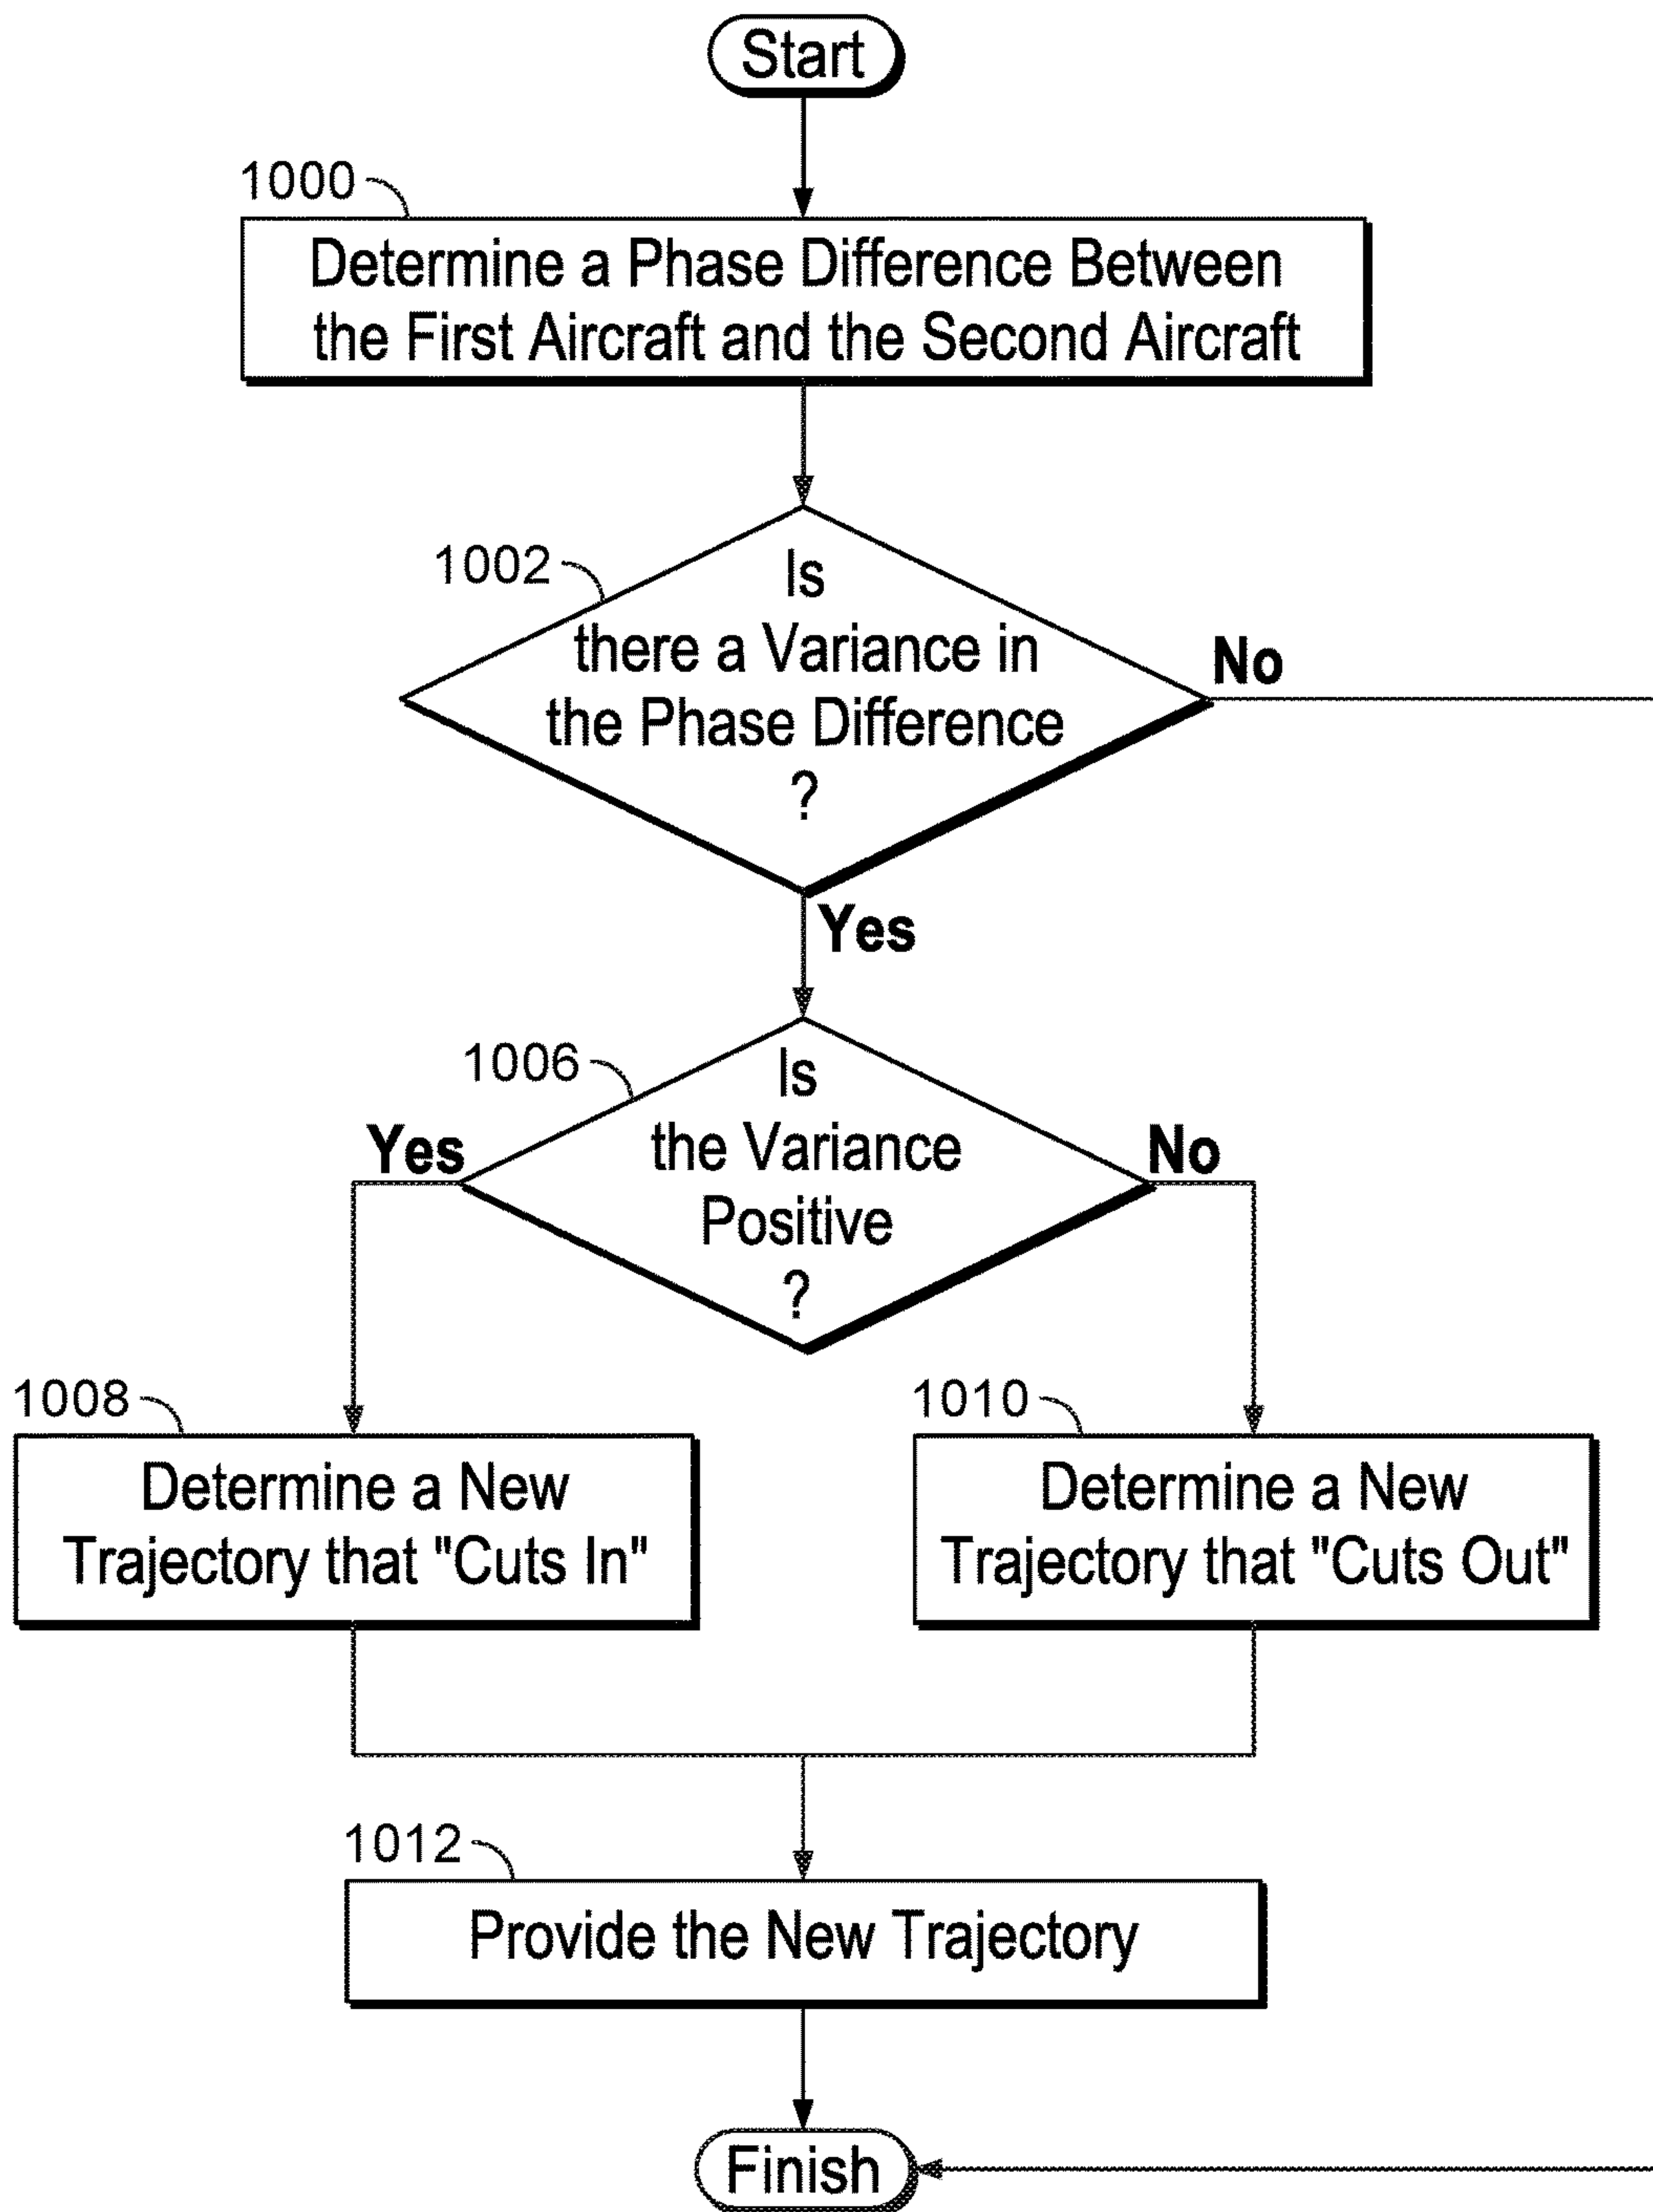 Start
1000
Determine a Phase Difference Between
the First Aircraft and the Second Aircraft
1002
Is
there a Variance in
the Phase Difference
?
No
Yes
1006
Is
the Variance
Positive
?
Yes
No
1008
Determine a New
Trajectory that "Cuts In"
1010
Determine a New
Trajectory that "Cuts Out"
1012
Provide the New Trajectory
Finish